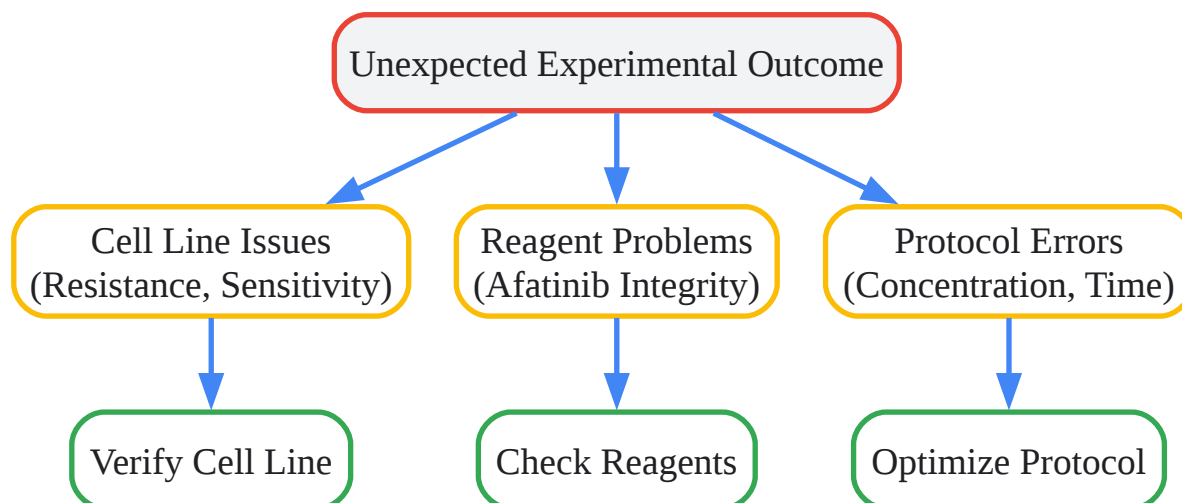 Unexpected Experimental Outcome
Cell Line Issues
(Resistance, Sensitivity)
Reagent Problems
(Afatinib Integrity)
Protocol Errors
(Concentration, Time)
Verify Cell Line
Check Reagents
Optimize Protocol